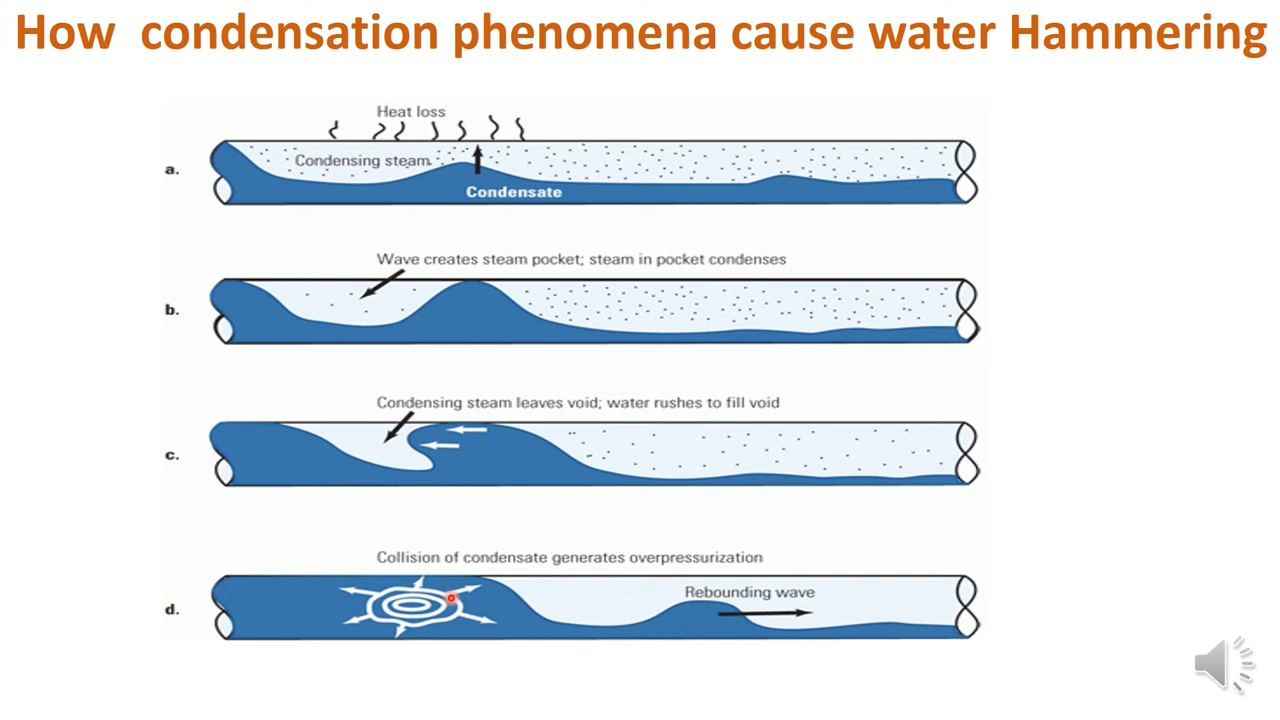 How condensation phenomena cause water Hammering
Heat loss
a.
Condensing steam
Condensate
Wave creates steam pocket; steam in pocket condenses
b.
Condensing steam leaves void; water rushes to fill void
c.
Collision of condensate generates overpressurization
d.
Rebounding wave